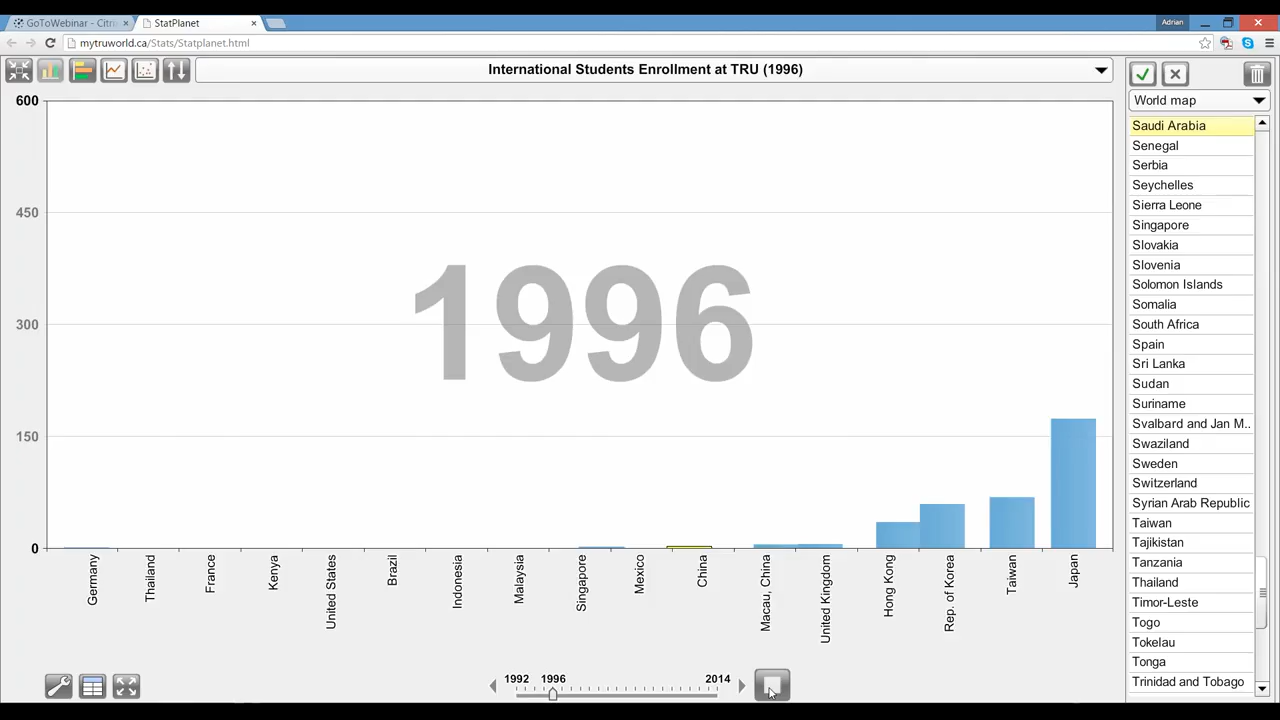 GoToWebinar - Citri
StatPlanet
Adrian
mytruworld.ca/Stats/Statplanet.html
International Students Enrollment at TRU (1996)
World map
600
450
300
150
0
1996
Germany
Thailand
France
Kenya
United States
Brazil
Indonesia
Malaysia
Singapore
Mexico
China
Macau, China
United Kingdom
Hong Kong
Rep. of Korea
Taiwan
Japan
Saudi Arabia
Senegal
Serbia
Seychelles
Sierra Leone
Singapore
Slovakia
Slovenia
Solomon Islands
Somalia
South Africa
Spain
Sri Lanka
Sudan
Suriname
Svalbard and Jan M..
Swaziland
Sweden
Switzerland
Syrian Arab Republic
Taiwan
Tajikistan
Tanzania
Thailand
Timor-Leste
Togo
Tokelau
Tonga
Trinidad and Tobago
1992 1996 2014